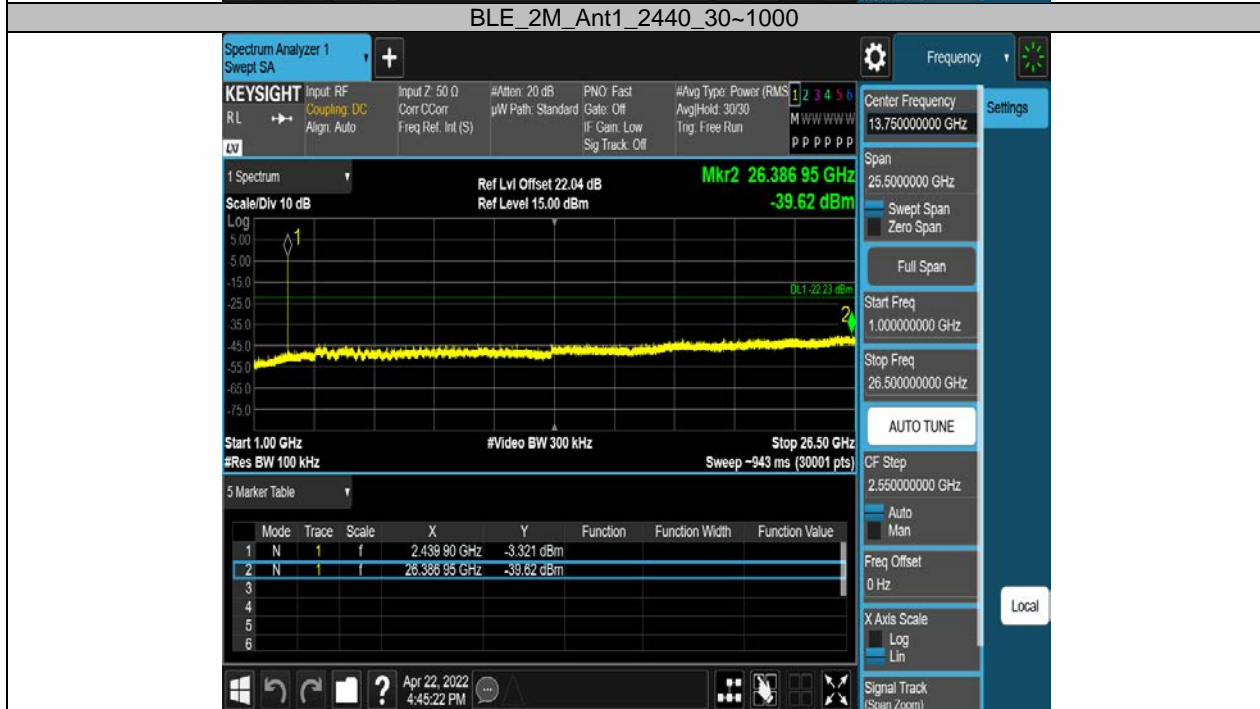 BLE_2M_Ant1_2440_30~1000
Spectrum Analyzer 1
Swept SA
+
Frequency
KEYSIGHT
RL
LXI
Input: RF
Coupling: DC
Align: Auto
Input Z: 50 Ω
Corr CCorr
Freq Ref: Int (S)
#Atten: 20 dB
µW Path: Standard
PNO: Fast
Gate: Off
IF Gain: Low
Sig Track: Off
#Avg Type: Power (RMS
Avg|Hold: 30/30
Trig: Free Run
1 2 3 4 5 6
M W W W W W
P P P P P P
Center Frequency
13.750000000 GHz
Settings
Span
25.5000000 GHz
Swept Span
Zero Span
Full Span
Start Freq
1.000000000 GHz
Stop Freq
26.500000000 GHz
AUTO TUNE
CF Step
2.550000000 GHz
Auto
Man
Freq Offset
0 Hz
X Axis Scale
Log
Lin
Signal Track
(Span Zoom)
Local
1 Spectrum
Scale/Div 10 dB
Ref Lvl Offset 22.04 dB
Ref Level 15.00 dBm
Mkr2 26.386 95 GHz
-39.62 dBm
Log
5.00
-5.00
-15.0
-25.0
-35.0
-45.0
-55.0
-65.0
-75.0
1
DL1 -22.23 dBm
2
Start 1.00 GHz
#Res BW 100 kHz
#Video BW 300 kHz
Stop 26.50 GHz
Sweep ~943 ms (30001 pts)
5 Marker Table
Mode Trace Scale X Y Function Function Width Function Value
1 N 1 f 2.439 90 GHz -3.321 dBm
2 N 1 f 26.386 95 GHz -39.62 dBm
3
4
5
6
?
Apr 22, 2022
4:45:22 PM